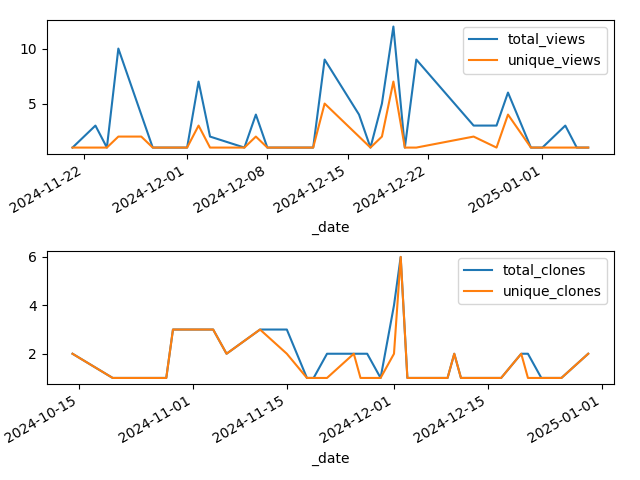 total_views
unique_views
10
5
2024-11-22
2024-12-01
2024-12-08
2024-12-15
2024-12-22
2025-01-01
_date
6
4
2
total_clones
unique_clones
2024-10-15
2024-11-01
2024-11-15
2024-12-01
2024-12-15
2025-01-01
_date